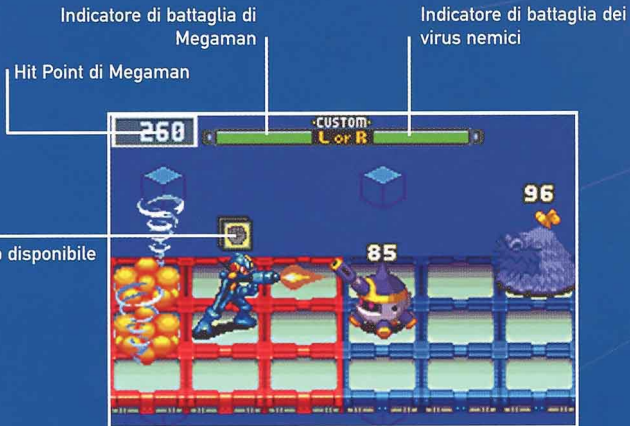 Indicatore di battaglia di
Megaman
Indicatore di battaglia dei
virus nemici
Hit Point di Megaman
260
CUSTOM
L or R
96
85
disponibile